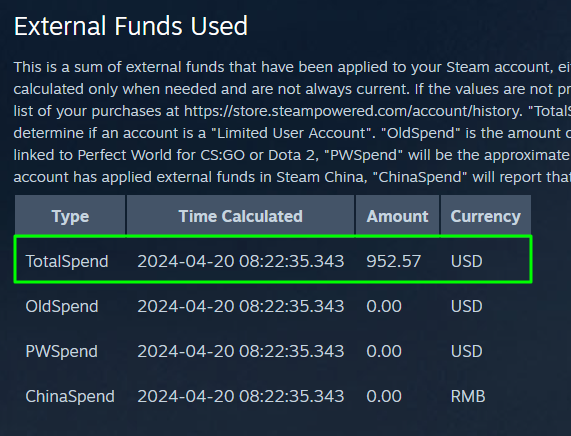 External Funds Used
This is a sum of external funds that have been applied to your Steam account, ei
calculated only when needed and are not always current. If the values are not pr
list of your purchases at https://store.steampowered.com/account/history. "TotalS
determine if an account is a "Limited User Account". "OldSpend" is the amount o
linked to Perfect World for CS:GO or Dota 2, "PWSpend" will be the approximate
account has applied external funds in Steam China, "ChinaSpend" will report that
Type Time Calculated Amount Currency
TotalSpend 2024-04-20 08:22:35.343 952.57 USD
OldSpend 2024-04-20 08:22:35.343 0.00 USD
PWSpend 2024-04-20 08:22:35.343 0.00 USD
ChinaSpend 2024-04-20 08:22:35.343 0.00 RMB